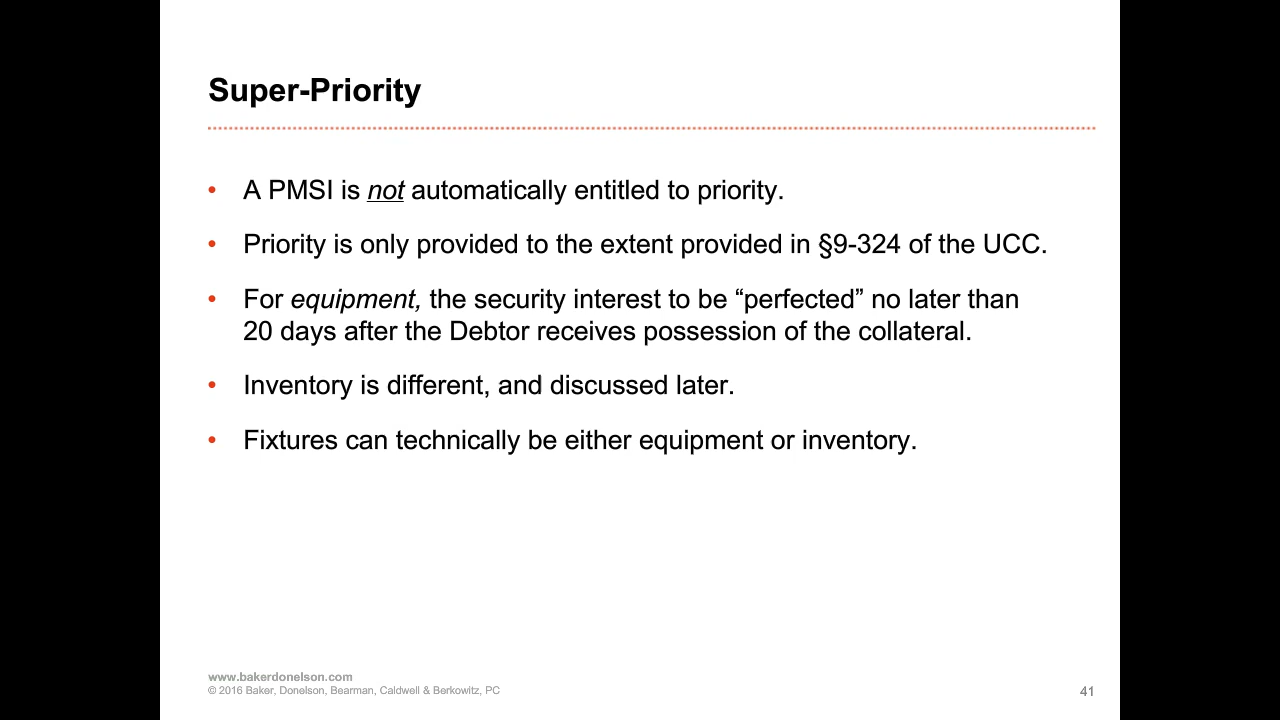 Super-Priority
• A PMSI is not automatically entitled to priority.
• Priority is only provided to the extent provided in §9-324 of the UCC.
• For equipment, the security interest to be “perfected” no later than
20 days after the Debtor receives possession of the collateral.
• Inventory is different, and discussed later.
• Fixtures can technically be either equipment or inventory.
www.bakerdonelson.com
© 2016 Baker, Donelson, Bearman, Caldwell & Berkowitz, PC
41